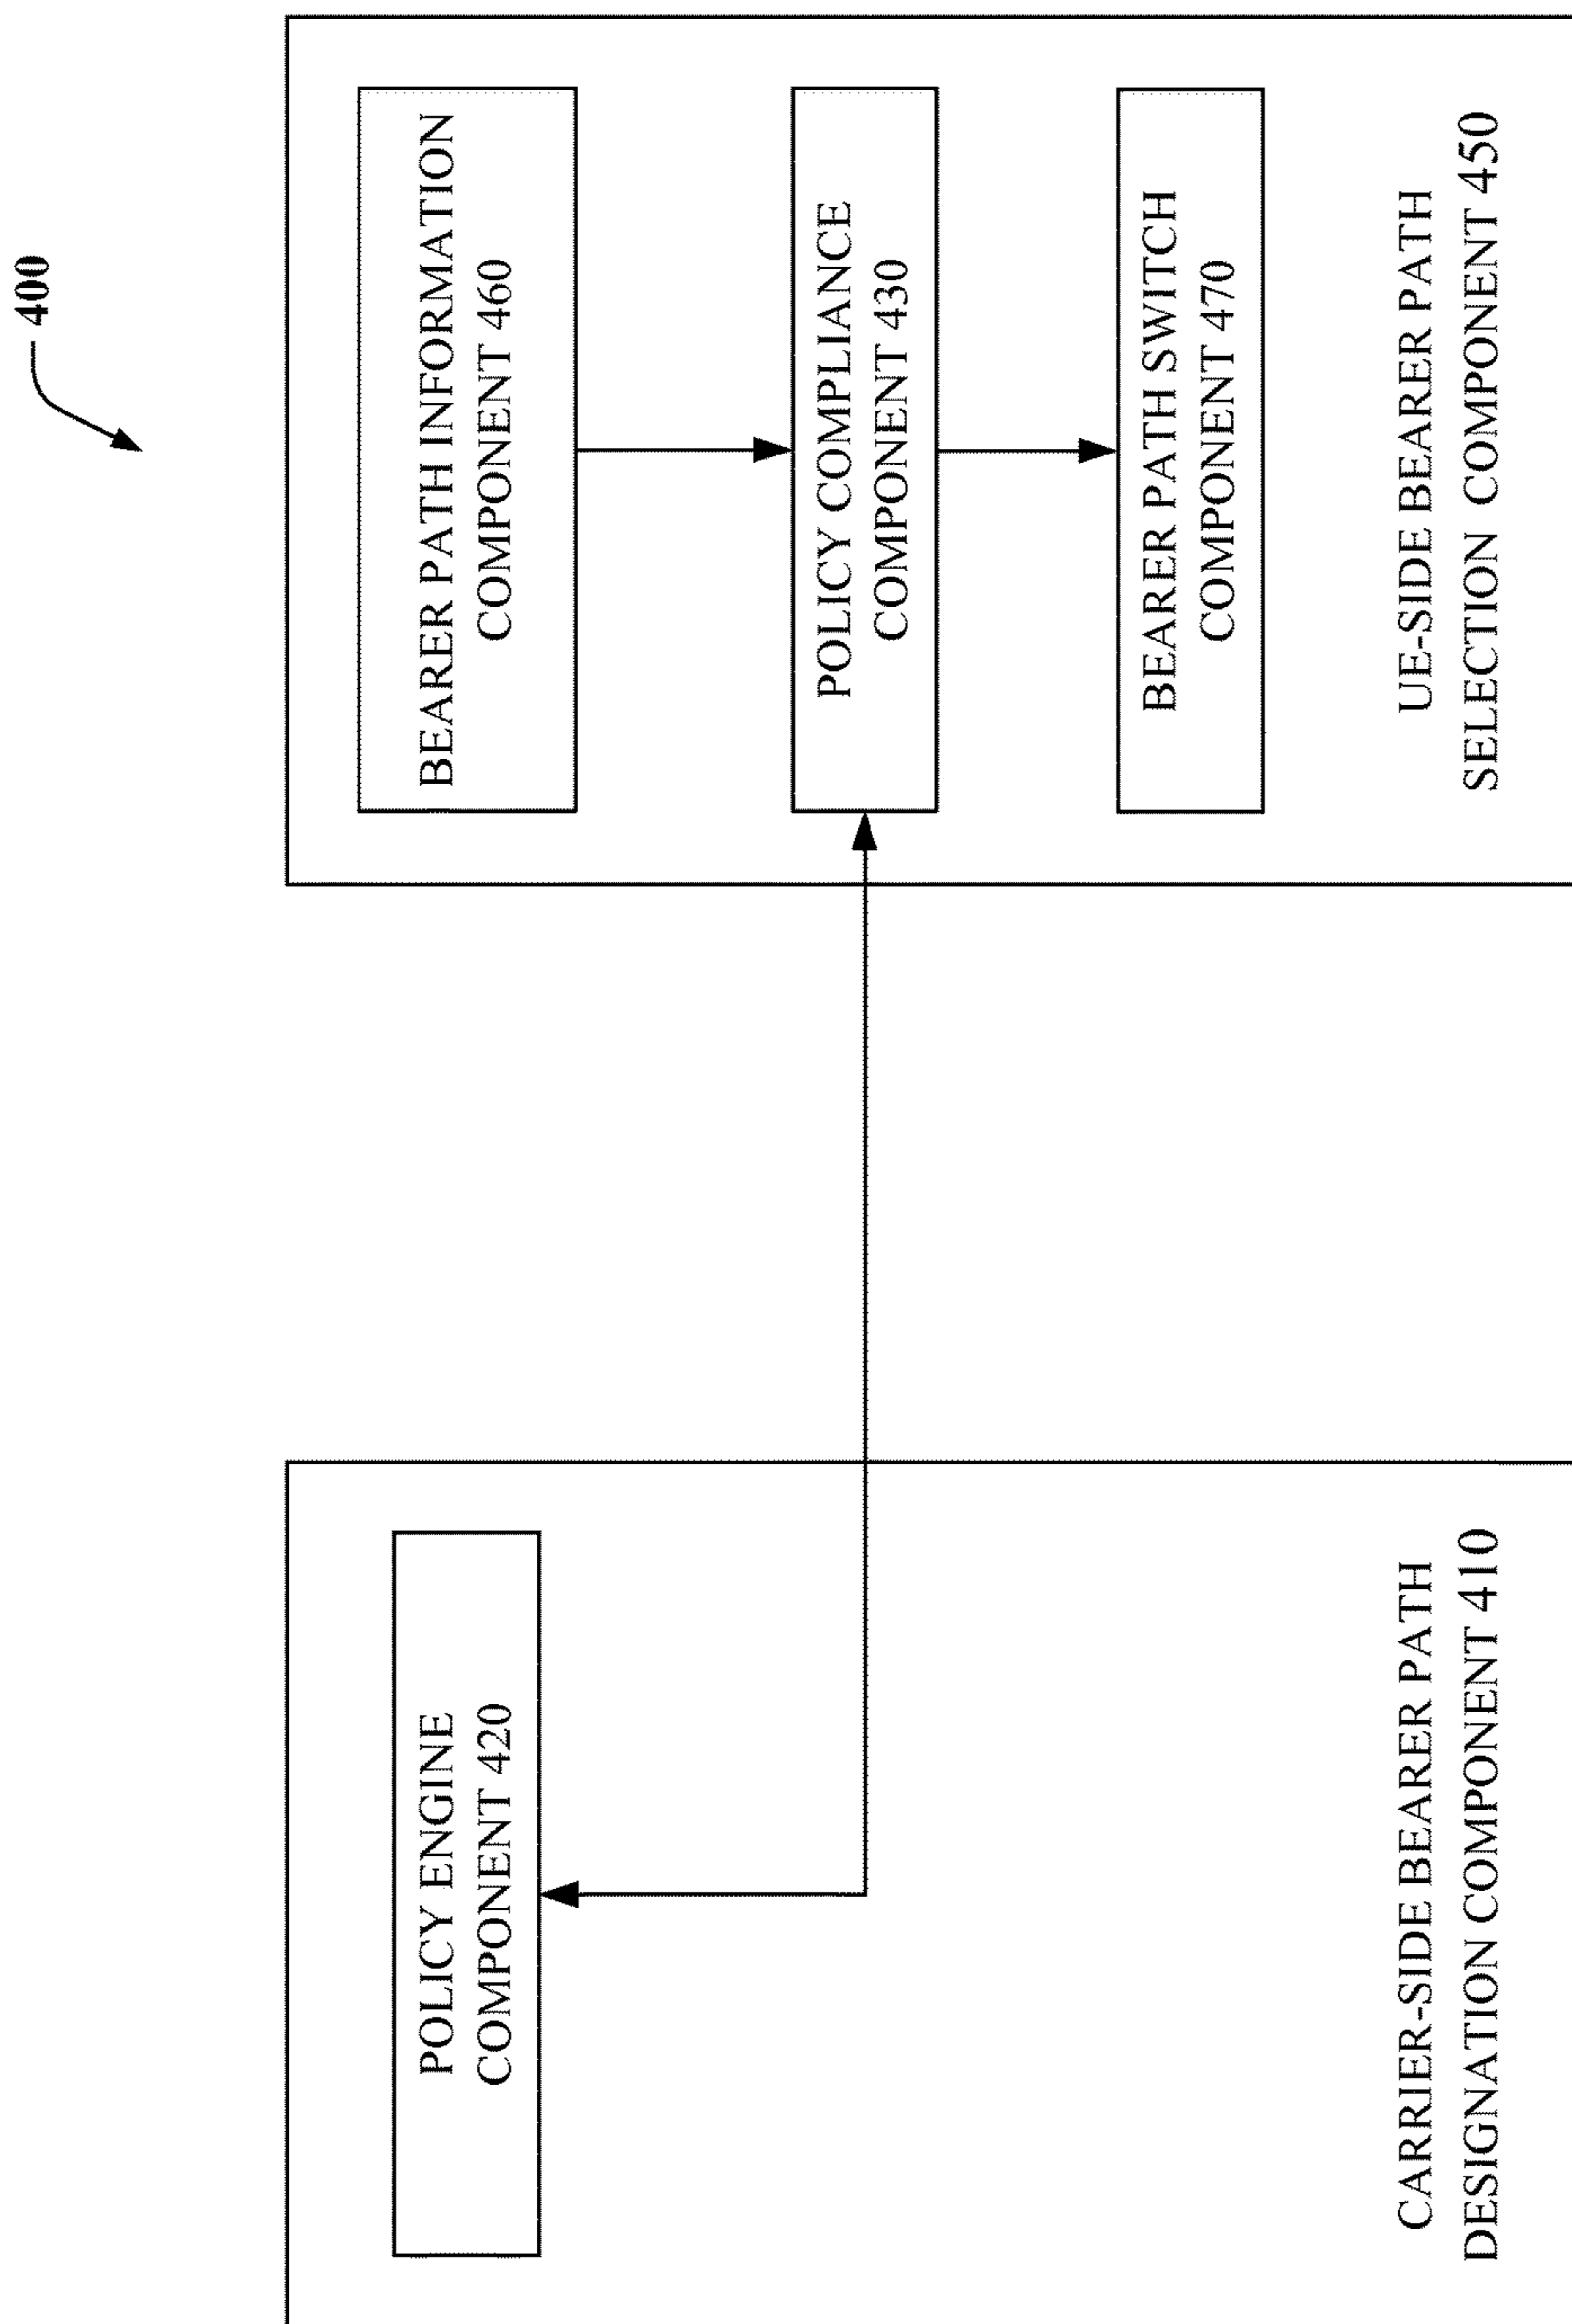 400
POLICY ENGINE
COMPONENT 420
CARRIER-SIDE BEARER PATH
DESIGNATION COMPONENT 410
BEARER PATH INFORMATION
COMPONENT 460
POLICY COMPLIANCE
COMPONENT 430
BEARER PATH SWITCH
COMPONENT 470
UE-SIDE BEARER PATH
SELECTION COMPONENT 450